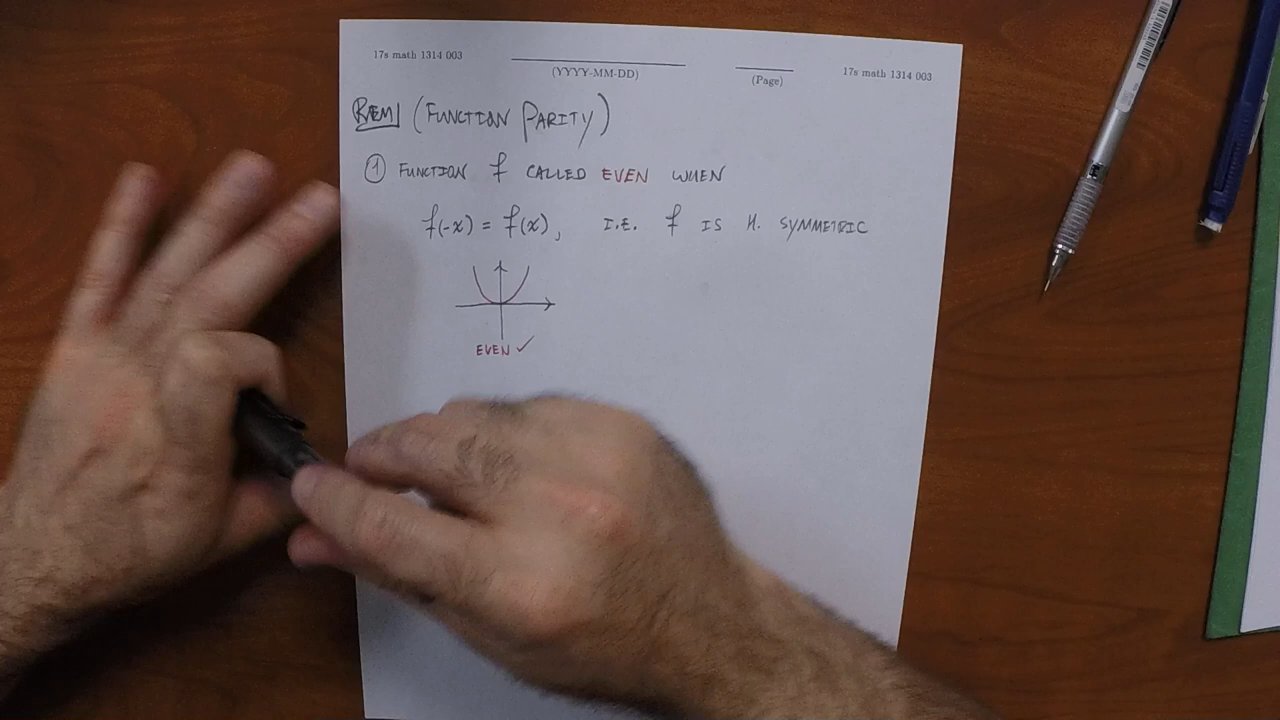 17s math 1314 003
(YYYY-MM-DD)
(Page)
17s math 1314 003
REM (FUNCTION PARITY)
① FUNCTION f CALLED EVEN WHEN
f(-x) = f(x), I.E. f IS H. SYMMETRIC
EVEN ✓